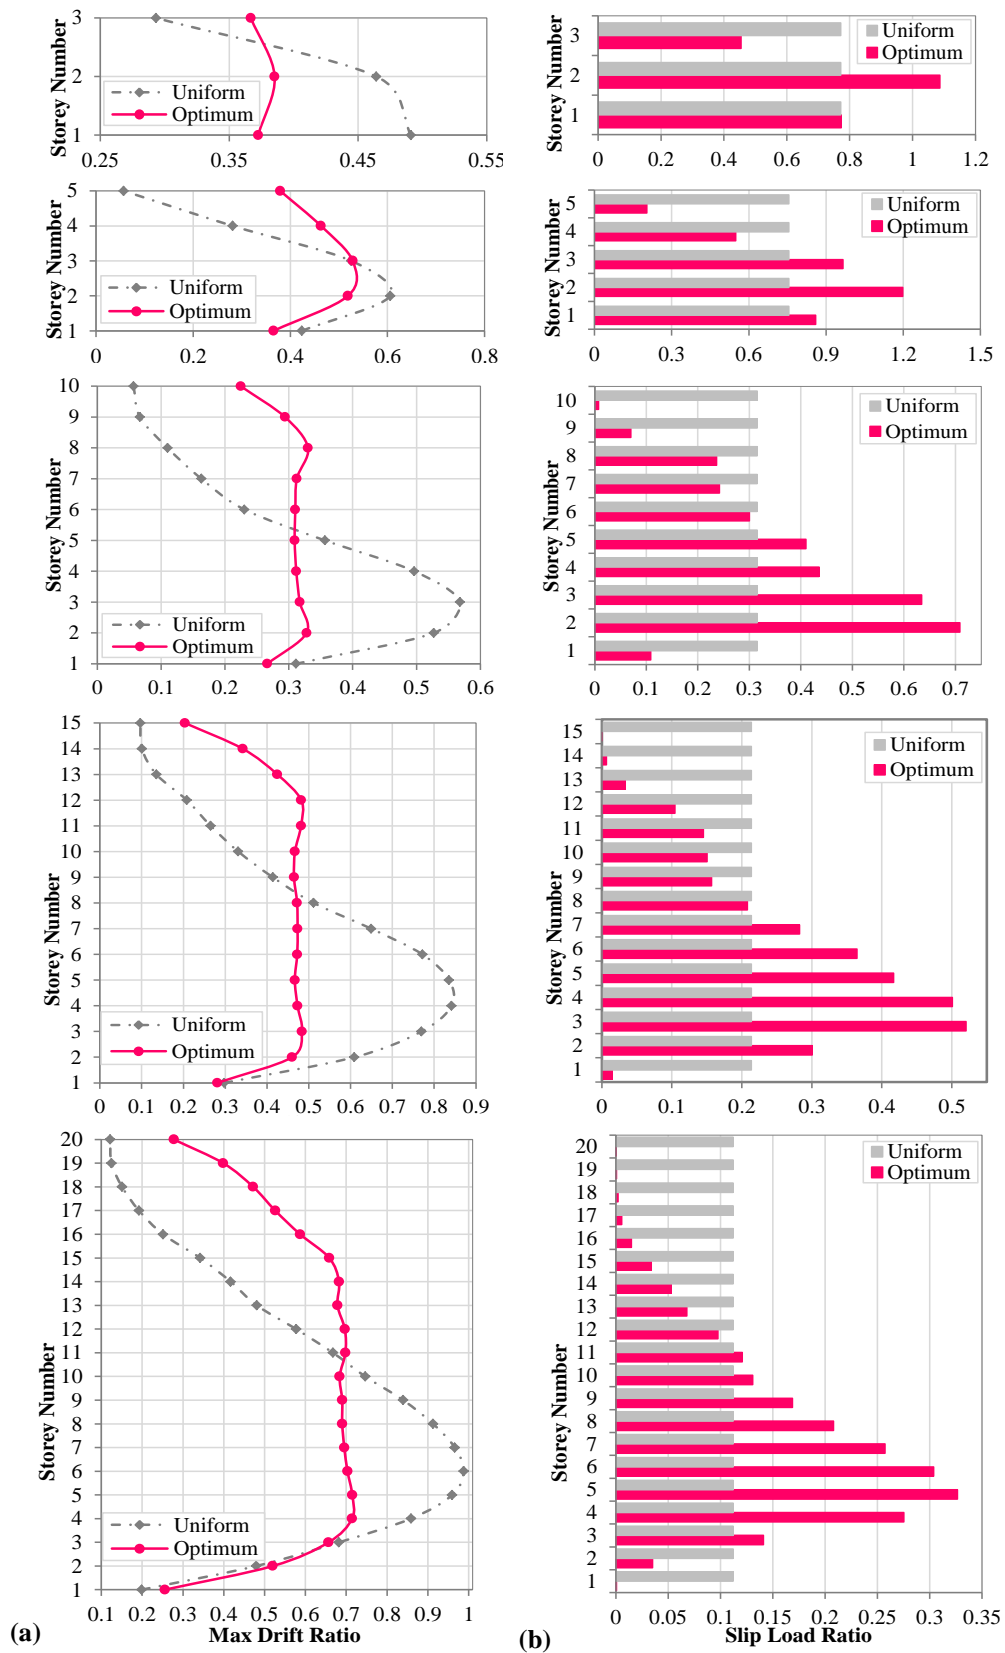 Storey Number
3
2
1
Uniform
Optimum
0.25 0.35 0.45 0.55
Storey Number
3
2
1
Uniform
Optimum
0 0.2 0.4 0.6 0.8 1 1.2
Storey Number
5
4
3
2
1
Uniform
Optimum
0 0.2 0.4 0.6 0.8
Storey Number
5
4
3
2
1
Uniform
Optimum
0 0.3 0.6 0.9 1.2 1.5
Storey Number
10
9
8
7
6
5
4
3
2
1
Uniform
Optimum
0 0.1 0.2 0.3 0.4 0.5 0.6
Storey Number
10
9
8
7
6
5
4
3
2
1
Uniform
Optimum
0 0.1 0.2 0.3 0.4 0.5 0.6 0.7
Storey Number
15
14
13
12
11
10
9
8
7
6
5
4
3
2
1
Uniform
Optimum
0 0.1 0.2 0.3 0.4 0.5 0.6 0.7 0.8 0.9
Storey Number
15
14
13
12
11
10
9
8
7
6
5
4
3
2
1
Uniform
Optimum
0 0.1 0.2 0.3 0.4 0.5
Storey Number
20
19
18
17
16
15
14
13
12
11
10
9
8
7
6
5
4
3
2
1
Uniform
Optimum
0.1 0.2 0.3 0.4 0.5 0.6 0.7 0.8 0.9 1
(a) Max Drift Ratio
Storey Number
20
19
18
17
16
15
14
13
12
11
10
9
8
7
6
5
4
3
2
1
Uniform
Optimum
0 0.05 0.1 0.15 0.2 0.25 0.3 0.35
(b) Slip Load Ratio